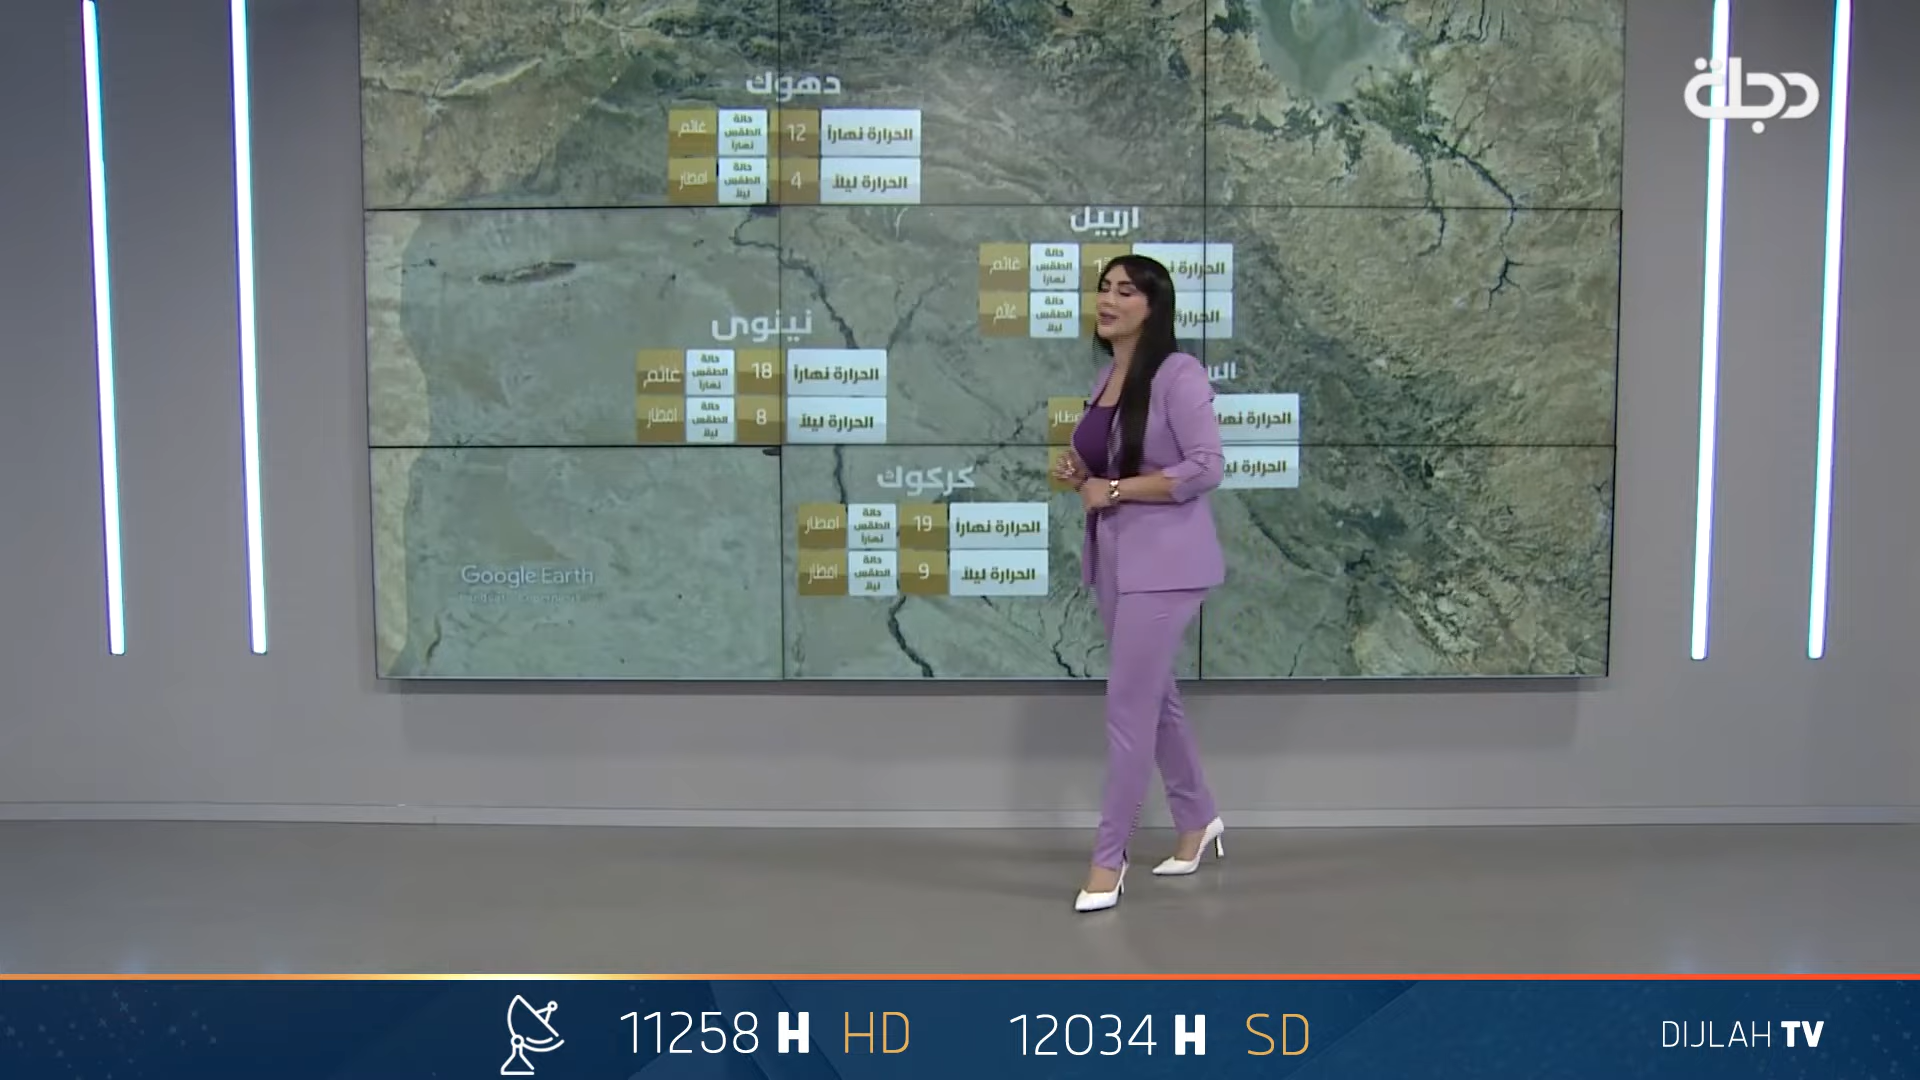 دجلة
دهوك
الحرارة نهاراً 12 حالة الطقس نهاراً غائم
الحرارة ليلاً 4 حالة الطقس ليلاً امطار
اربيل
حالة الطقس نهاراً غائم
حالة الطقس ليلاً غائم
نينوى
الحرارة نهاراً 18 حالة الطقس نهاراً غائم
الحرارة ليلاً 8 حالة الطقس ليلاً امطار
كركوك
الحرارة نهاراً 19 حالة الطقس نهاراً امطار
الحرارة ليلاً 9 حالة الطقس ليلاً امطار
Google Earth
11258 H HD 12034 H SD DIJLAH TV